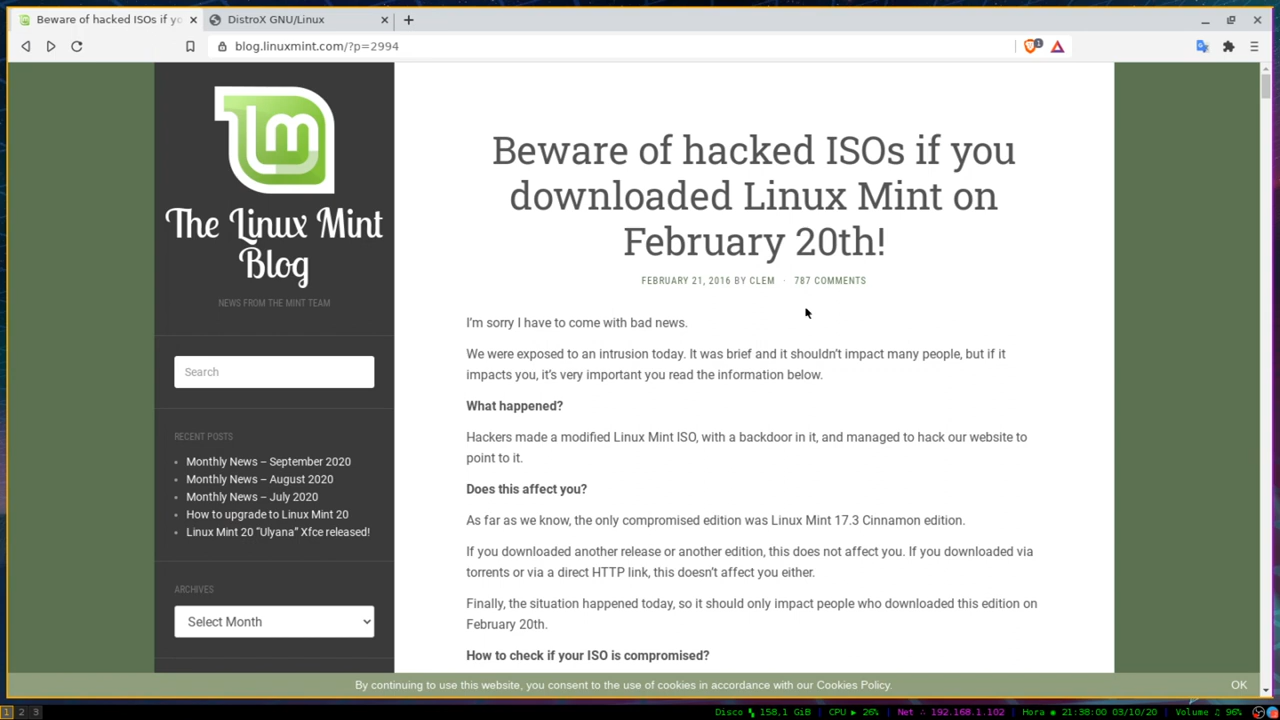 Beware of hacked ISOs if yo
DistroX GNU/Linux
blog.linuxmint.com/?p=2994
1
The Linux Mint
Blog
NEWS FROM THE MINT TEAM
Search
RECENT POSTS
Monthly News – September 2020
Monthly News – August 2020
Monthly News – July 2020
How to upgrade to Linux Mint 20
Linux Mint 20 “Ulyana” Xfce released!
ARCHIVES
Select Month
Beware of hacked ISOs if you
downloaded Linux Mint on
February 20th!
FEBRUARY 21, 2016 BY CLEM · 787 COMMENTS
I’m sorry I have to come with bad news.
We were exposed to an intrusion today. It was brief and it shouldn’t impact many people, but if it
impacts you, it’s very important you read the information below.
What happened?
Hackers made a modified Linux Mint ISO, with a backdoor in it, and managed to hack our website to
point to it.
Does this affect you?
As far as we know, the only compromised edition was Linux Mint 17.3 Cinnamon edition.
If you downloaded another release or another edition, this does not affect you. If you downloaded via
torrents or via a direct HTTP link, this doesn’t affect you either.
Finally, the situation happened today, so it should only impact people who downloaded this edition on
February 20th.
How to check if your ISO is compromised?
By continuing to use this website, you consent to the use of cookies in accordance with our Cookies Policy.
OK
1 2 3
Disco 158,1 GiB | CPU 26% | Net 192.168.1.102 | Hora 21:38:00 03/10/20 | Volume 96%